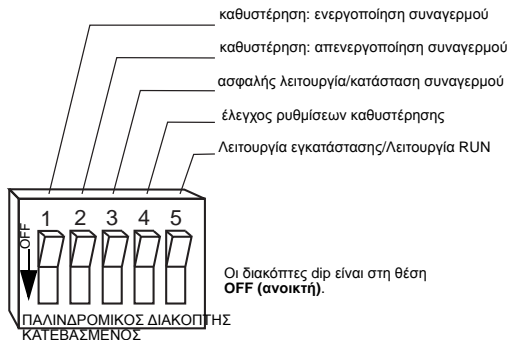 καθυστέρηση: ενεργοποίηση συναγερμού
καθυστέρηση: απενεργοποίηση συναγερμού
ασφαλής λειτουργία/κατάσταση συναγερμού
έλεγχος ρυθμίσεων καθυστέρησης
Λειτουργία εγκατάστασης/Λειτουργία RUN
1 2 3 4 5
OFF
Οι διακόπτες dip είναι στη θέση
OFF (ανοικτή).
ΠΑΛΙΝΔΡΟΜΙΚΟΣ ΔΙΑΚΟΠΤΗΣ
ΚΑΤΕΒΑΣΜΕΝΟΣ